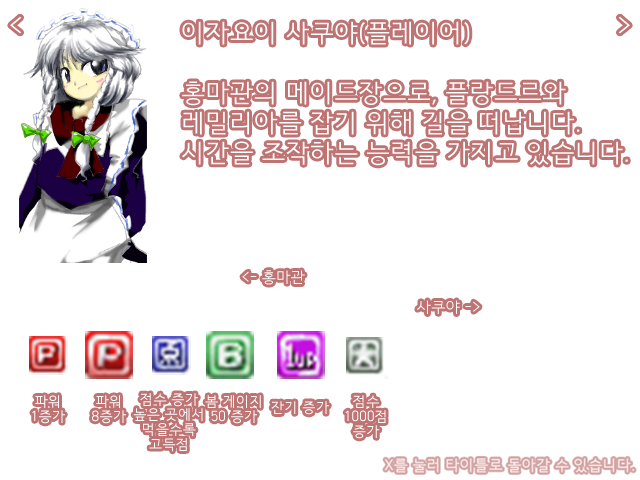 <
이자요이 사쿠야(플레이어)
>
홍마관의 메이드장으로, 플랑드르와
레밀리아를 잡기 위해 길을 떠납니다.
시간을 조작하는 능력을 가지고 있습니다.
<- 홍마관
사쿠야 ->
P
P
点
B
1up
파워
1증가
파워
8증가
점수 증가
높은 곳에서
먹을수록
고득점
봄 게이지
50 증가
잔기 증가
점수
1000점
증가
X를 눌러 타이틀로 돌아갈 수 있습니다.